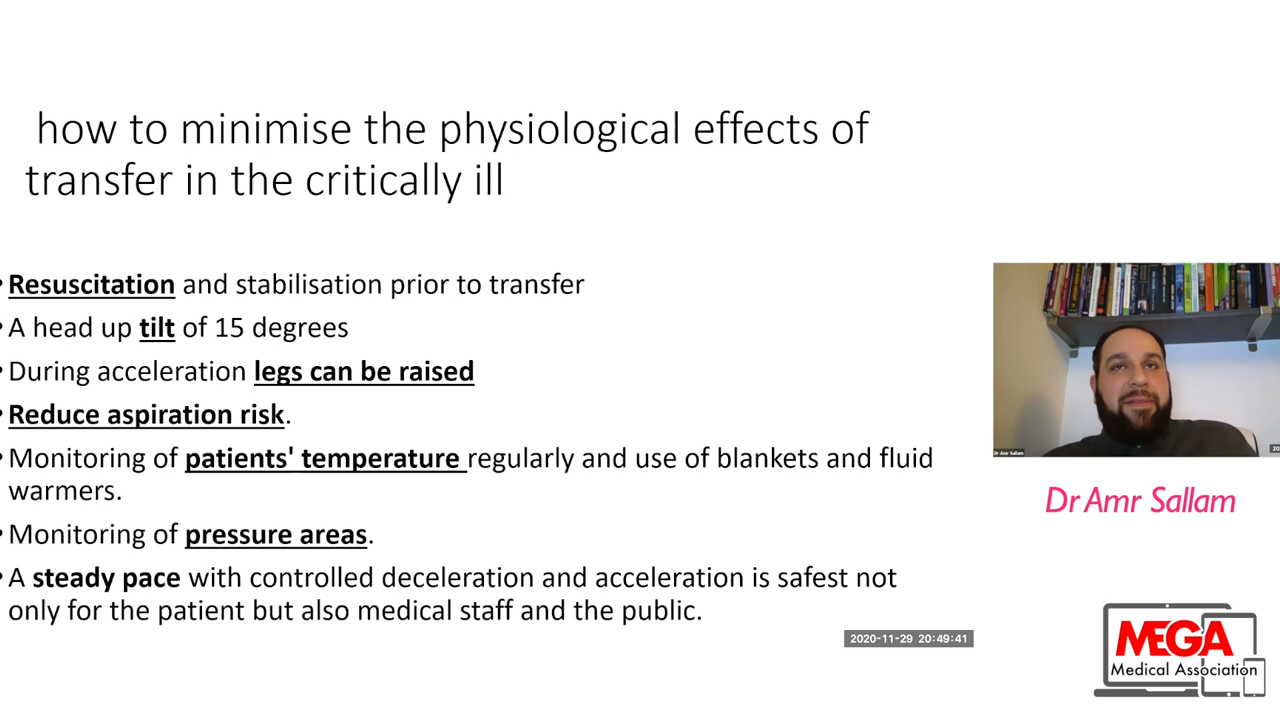 how to minimise the physiological effects of
transfer in the critically ill
• Resuscitation and stabilisation prior to transfer
• A head up tilt of 15 degrees
• During acceleration legs can be raised
• Reduce aspiration risk.
• Monitoring of patients' temperature regularly and use of blankets and fluid
warmers.
• Monitoring of pressure areas.
• A steady pace with controlled deceleration and acceleration is safest not
only for the patient but also medical staff and the public.
2020-11-29 20:49:41
Dr Amr Sallam
20
Dr Amr Sallam
MEGA
Medical Association